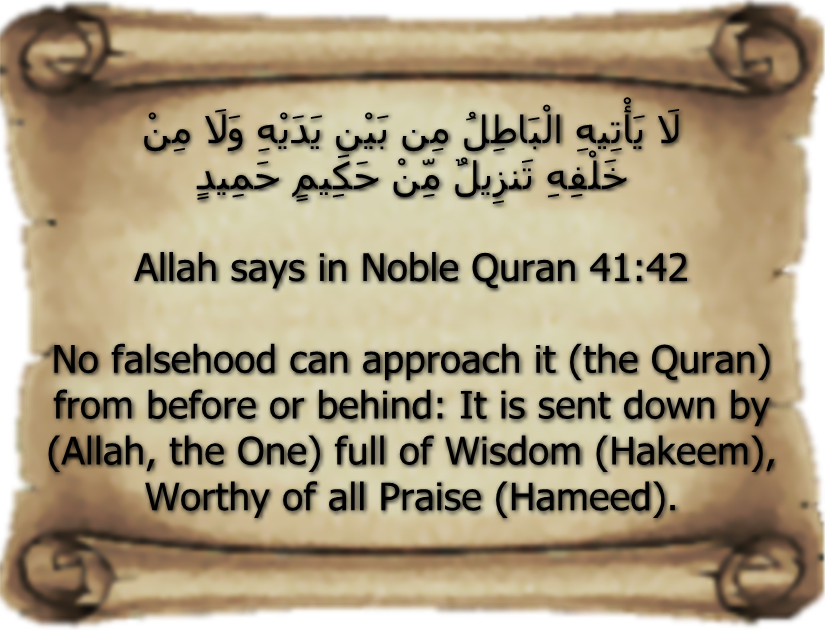 لَا يَأْتِيهِ الْبَاطِلُ مِن بَيْنِ يَدَيْهِ وَلَا مِنْ
خَلْفِهِ تَنزِيلٌ مِّنْ حَكِيمٍ حَمِيدٍ
Allah says in Noble Quran 41:42
No falsehood can approach it (the Quran)
from before or behind: It is sent down by
(Allah, the One) full of Wisdom (Hakeem),
Worthy of all Praise (Hameed).